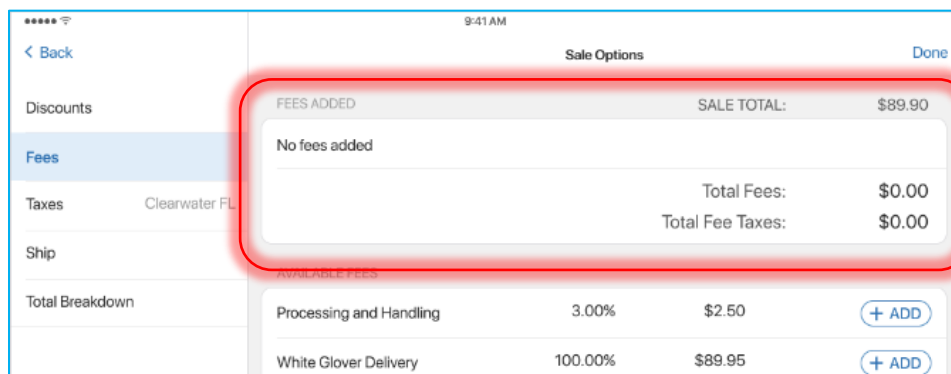 9:41 AM
Back
Sale Options
Done
Discounts
Fees
Taxes Clearwater FL
Ship
Total Breakdown
FEES ADDED SALE TOTAL: $89.90
No fees added
Total Fees: $0.00
Total Fee Taxes: $0.00
AVAILABLE FEES
Processing and Handling 3.00% $2.50 + ADD
White Glover Delivery 100.00% $89.95 + ADD